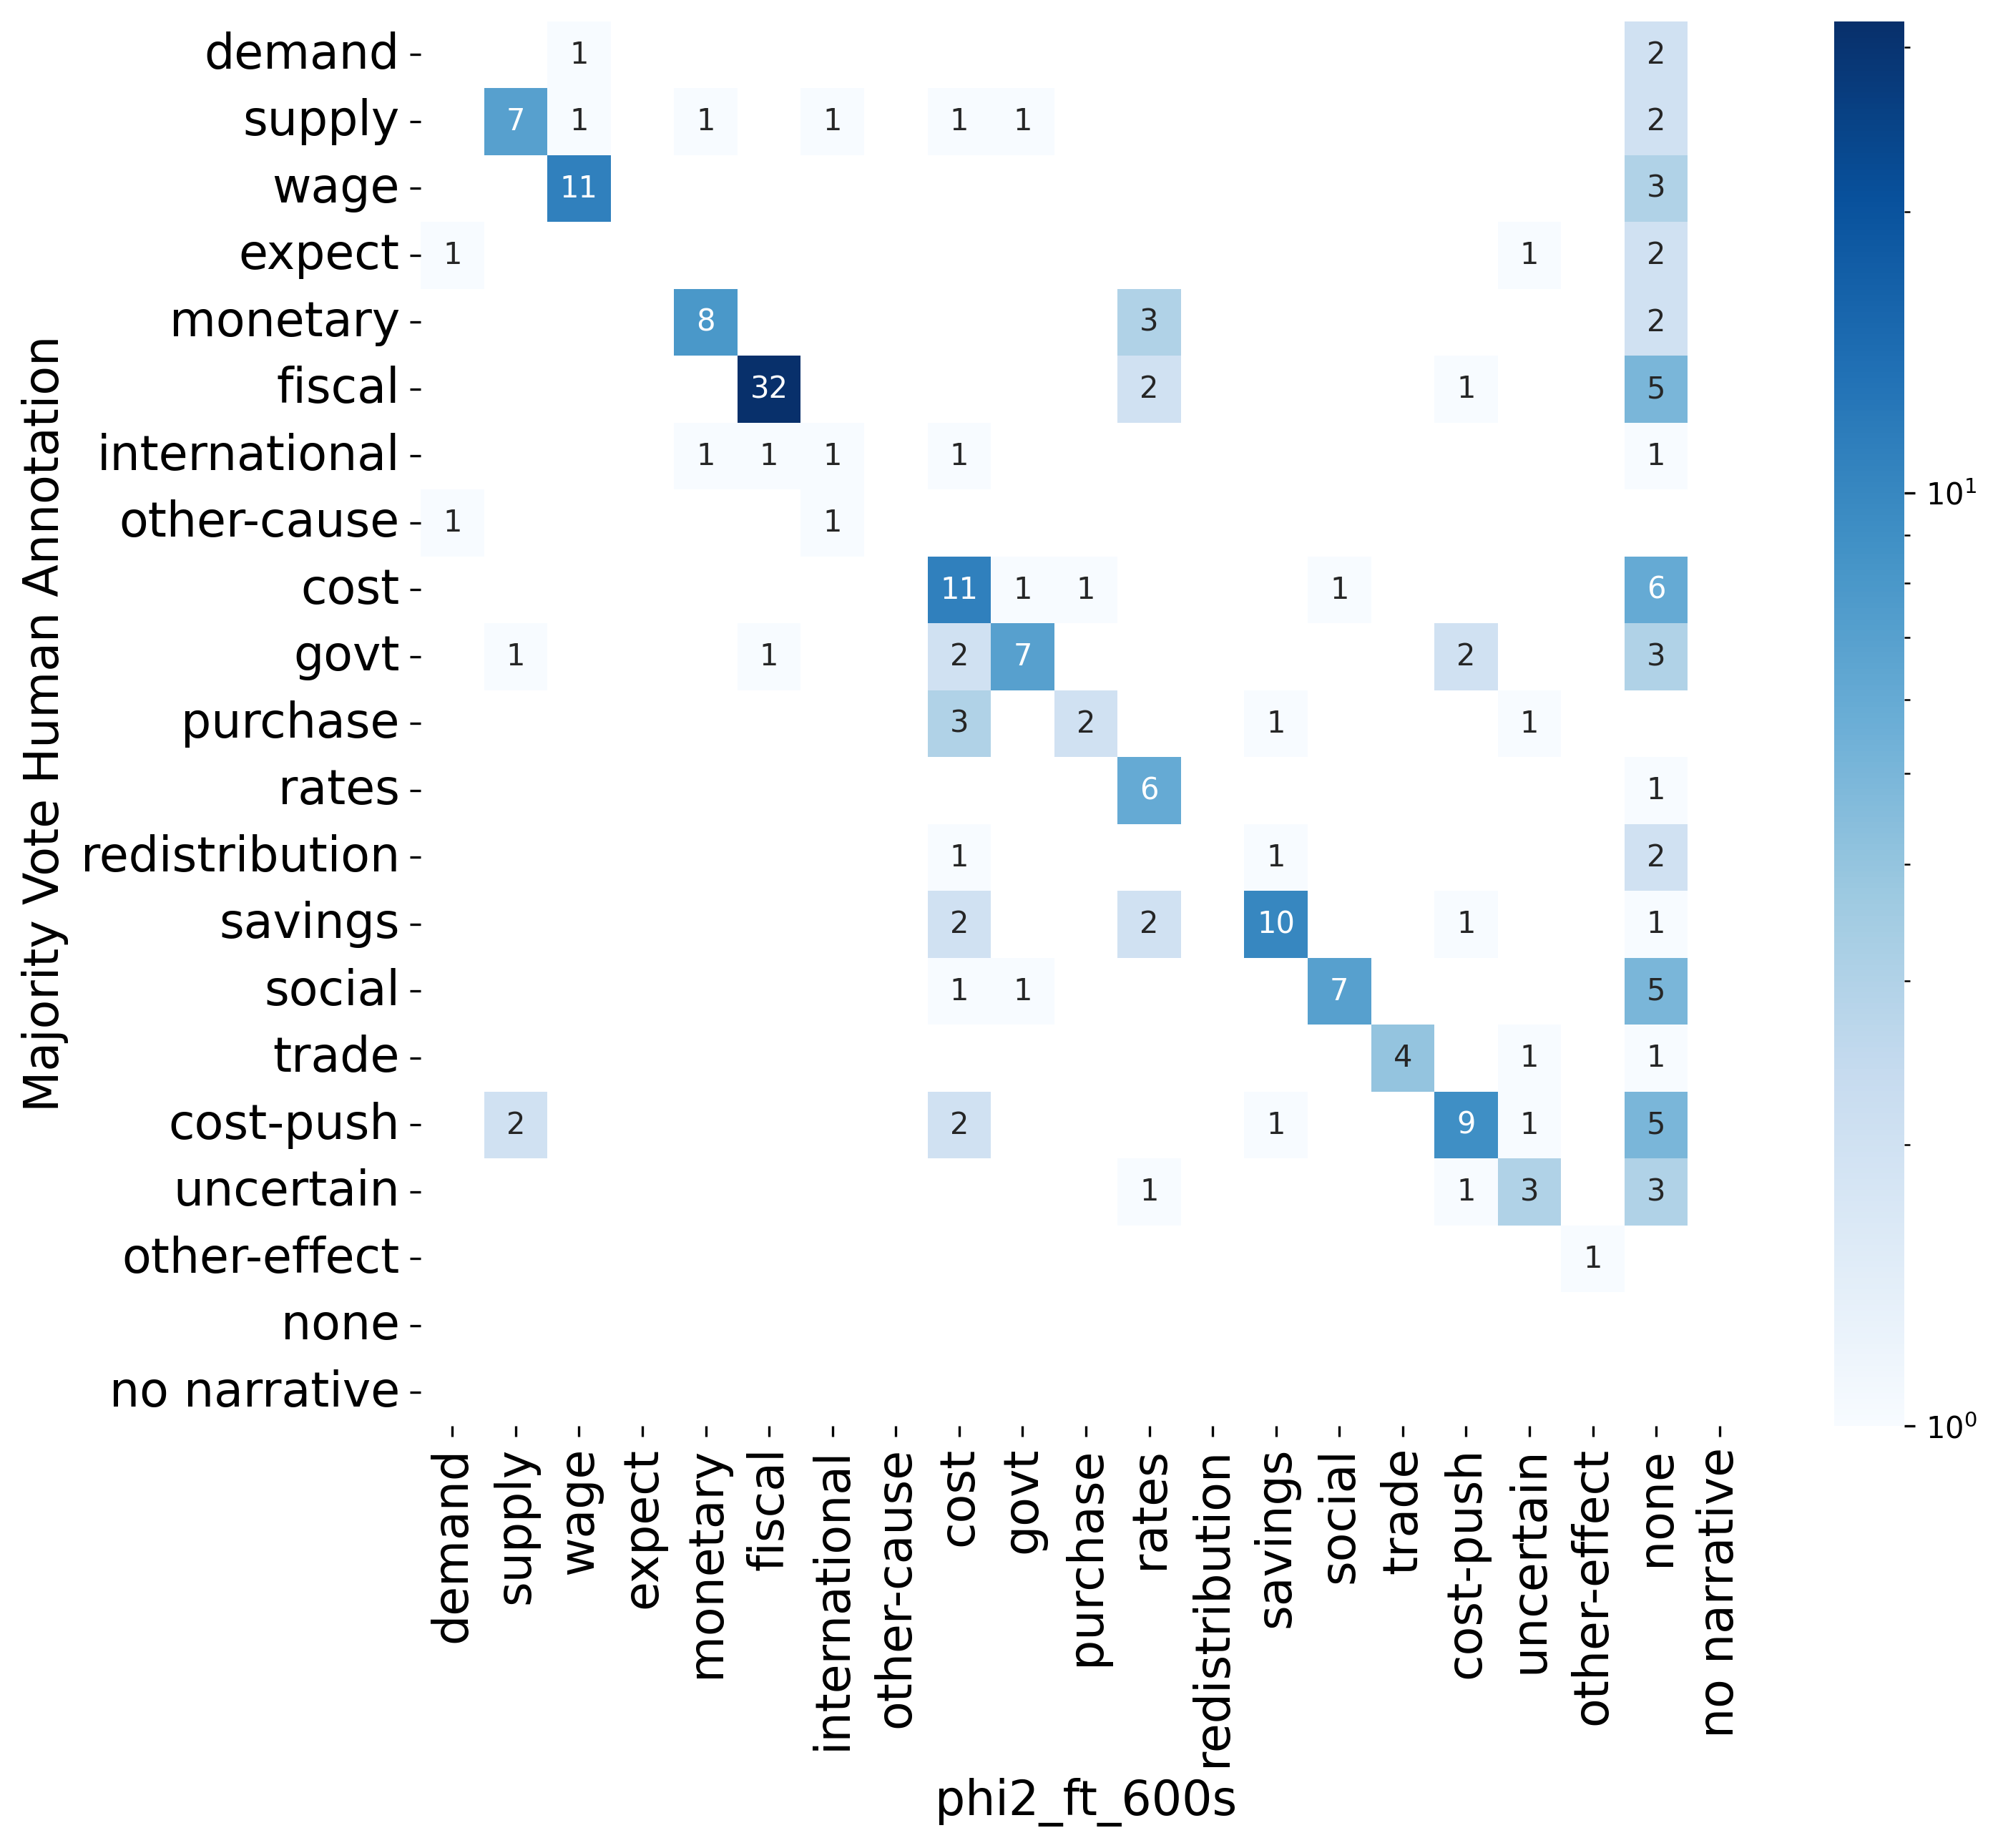 Majority Vote Human Annotation
demand 1 2
supply 7 1 1 1 1 1 2
wage 11 3
expect 1 1 2
monetary 8 3 2
fiscal 32 2 1 5
international 1 1 1 1 1
other-cause 1 1
cost 11 1 1 1 6
govt 1 1 2 7 2 3
purchase 3 2 1 1
rates 6 1
redistribution 1 1 2
savings 2 2 10 1 1
social 1 1 7 5
trade 4 1 1
cost-push 2 2 1 9 1 5
uncertain 1 1 3 3
other-effect 1
none
no narrative
demand
supply
wage
expect
monetary
fiscal
international
other-cause
cost
govt
purchase
rates
redistribution
savings
social
trade
cost-push
uncertain
other-effect
none
no narrative
phi2_ft_600s
10¹
10⁰